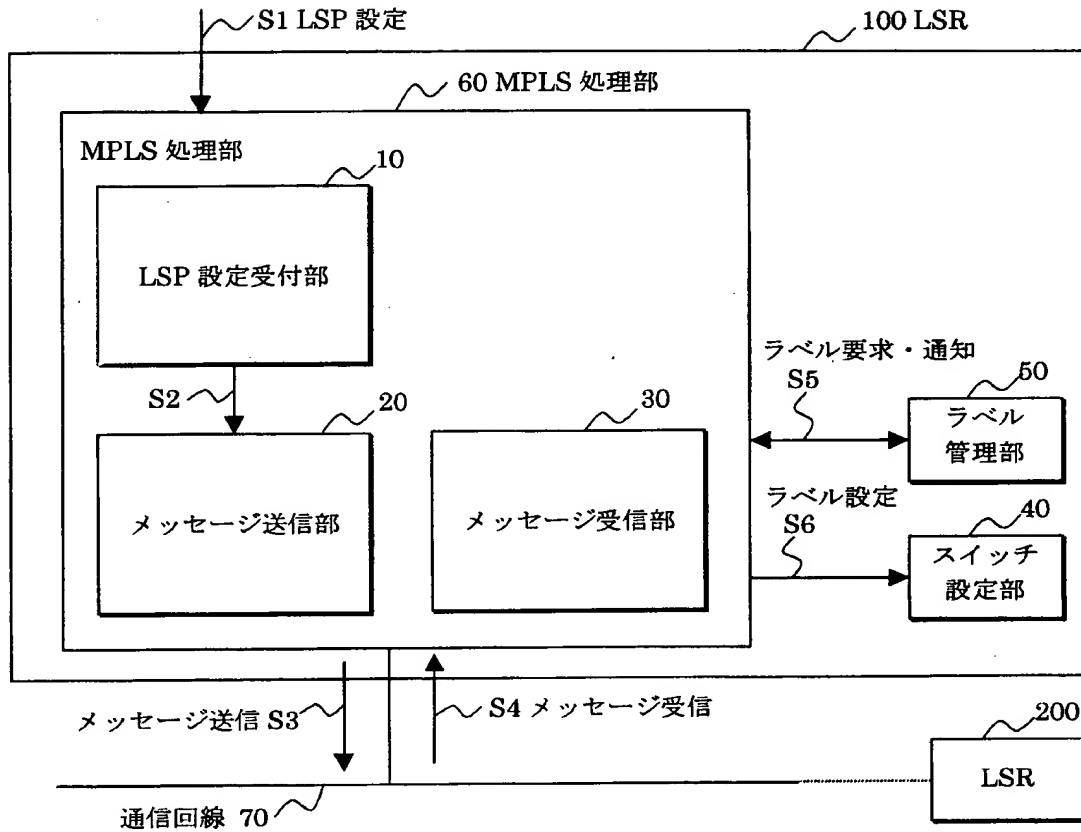 S1 LSP 設定
100 LSR
60 MPLS 処理部
MPLS 処理部
10
LSP 設定受付部
S2
20
30
メッセージ送信部
メッセージ受信部
ラベル要求・通知
S5
50
ラベル
管理部
ラベル設定
S6
40
スイッチ
設定部
メッセージ送信 S3
S4 メッセージ受信
200
LSR
通信回線 70